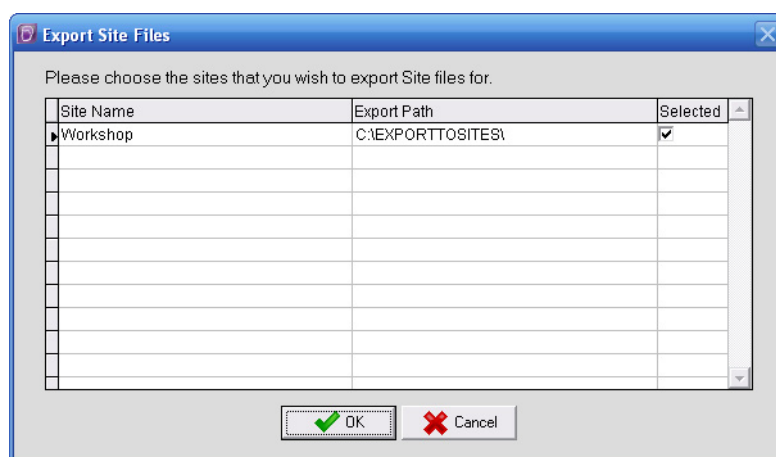 Export Site Files
Please choose the sites that you wish to export Site files for.
Site Name Export Path Selected
Workshop C:\EXPORTTOSITES\
OK Cancel